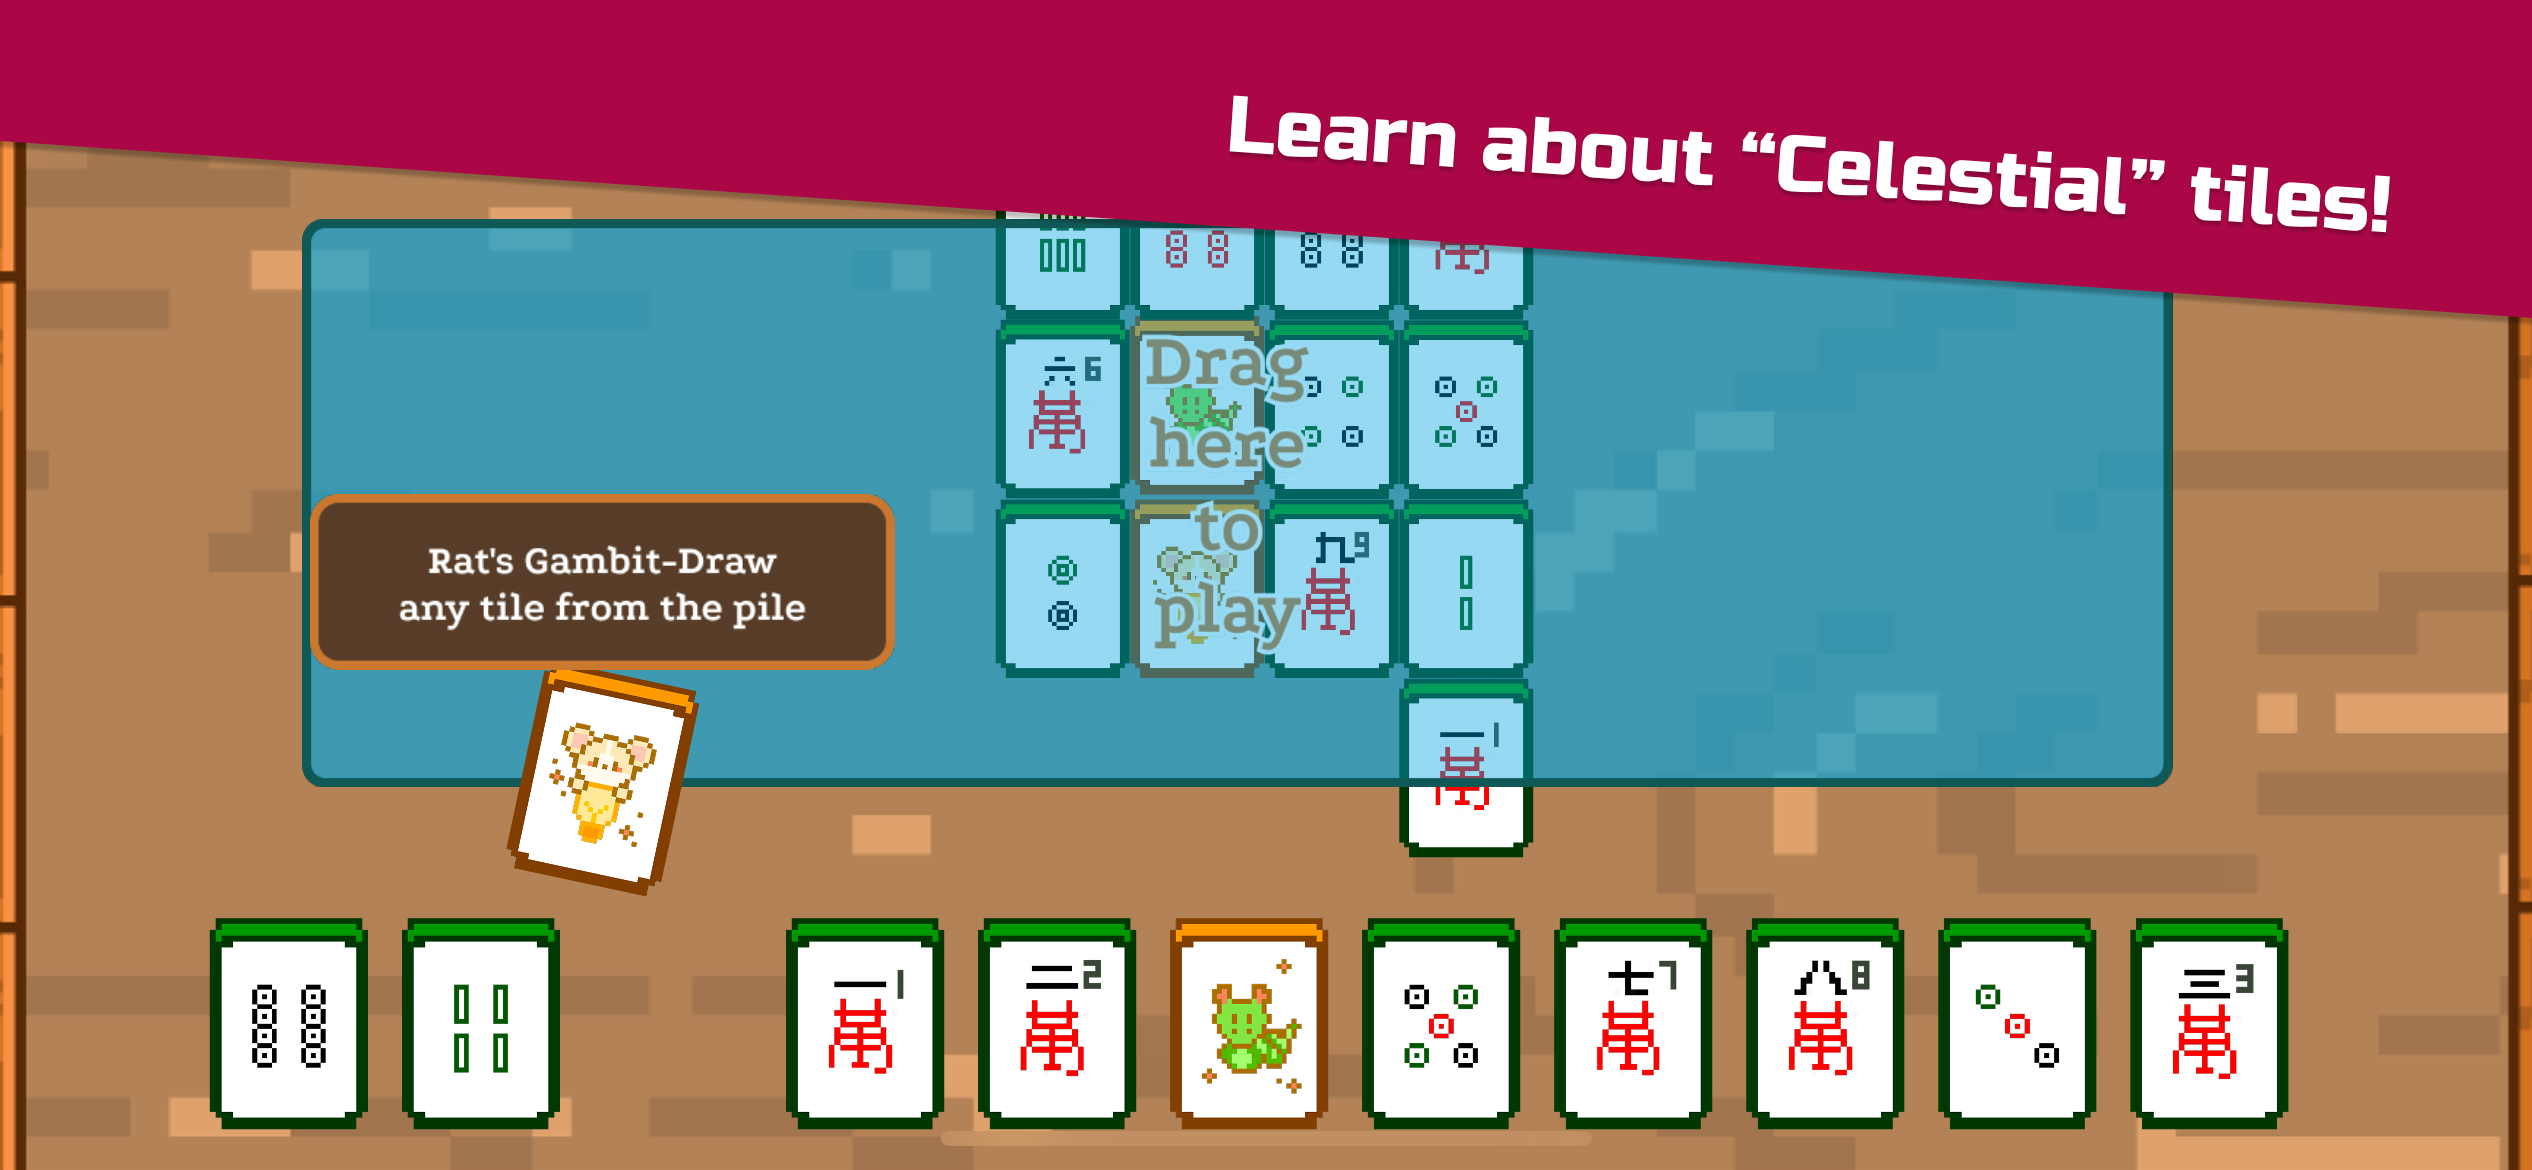 Learn about “Celestial” tiles!
六6
萬
Drag
here
to
play
九9
萬
一1
萬
Rat's Gambit-Draw
any tile from the pile
一1 二2 七7 八8 三3
萬 萬 萬 萬 萬